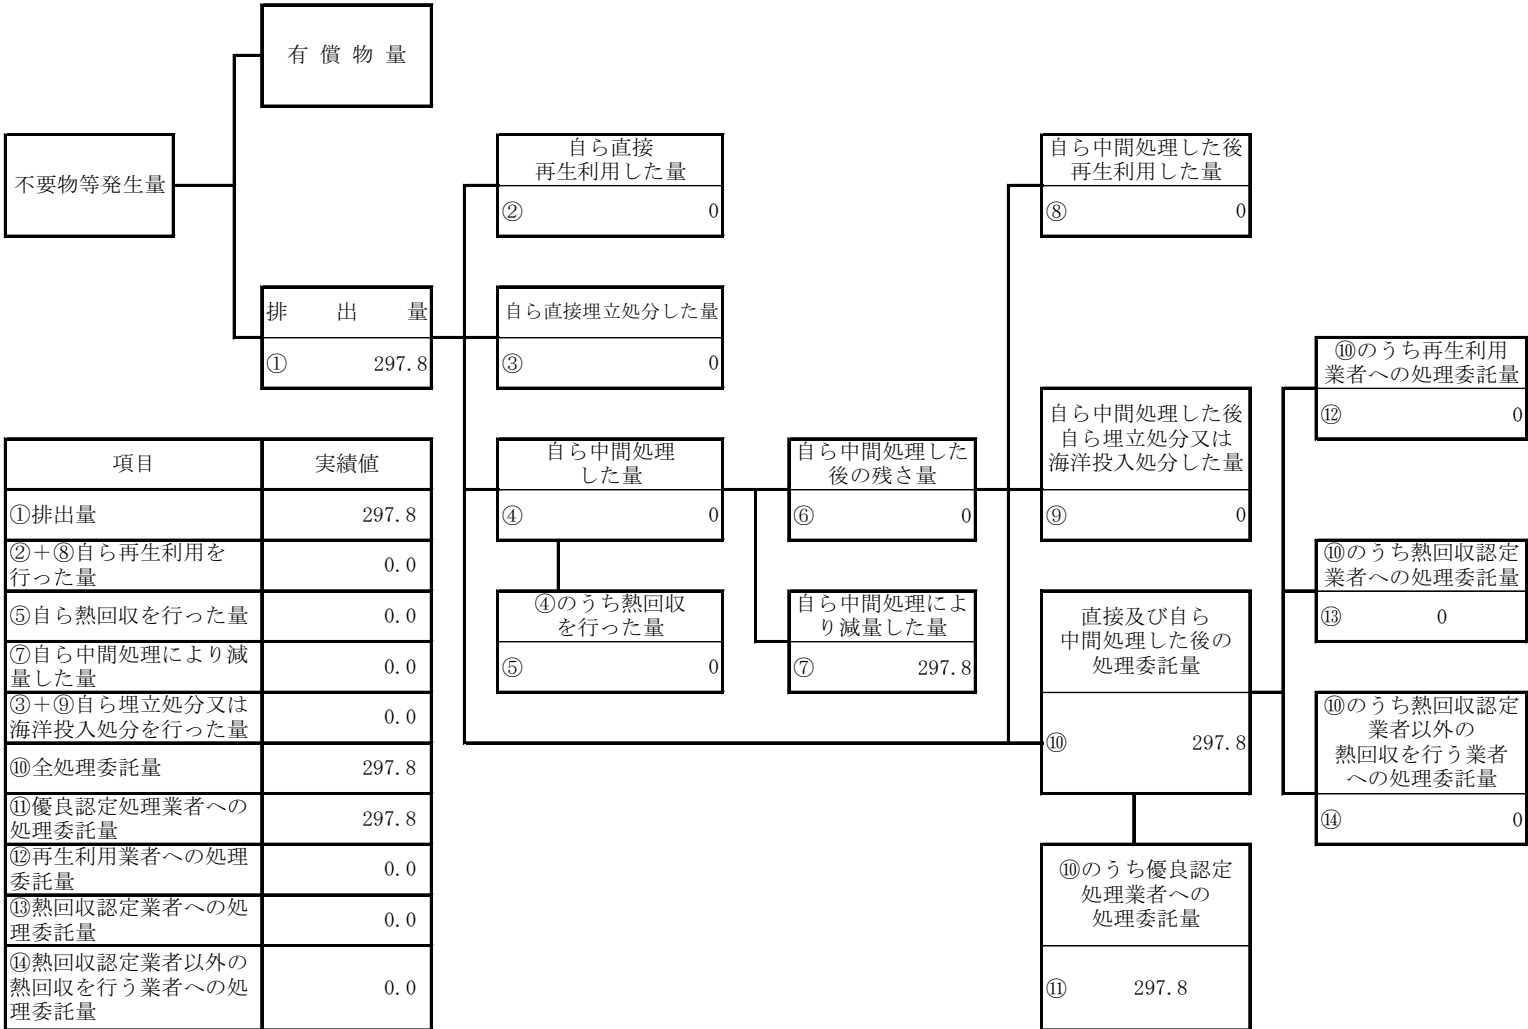 有 償 物 量
不要物等発生量
自ら直接
再生利用した量
② 0
自ら中間処理した後
再生利用した量
⑧ 0
排 出 量
① 297.8
自ら直接埋立処分した量
③ 0
⑩のうち再生利用
業者への処理委託量
⑫ 0
自ら中間処理した後
自ら埋立処分又は
海洋投入処分した量
⑨ 0
自ら中間処理
した量
④ 0
自ら中間処理した
後の残さ量
⑥ 0
⑩のうち熱回収認定
業者への処理委託量
⑬ 0
④のうち熱回収
を行った量
⑤ 0
自ら中間処理によ
り減量した量
⑦ 297.8
直接及び自ら
中間処理した後の
処理委託量
⑩ 297.8
⑩のうち熱回収認定
業者以外の
熱回収を行う業者
への処理委託量
⑭ 0
⑩のうち優良認定
処理業者への
処理委託量
⑪ 297.8
項目 実績値
①排出量 297.8
②＋⑧自ら再生利用を
行った量 0.0
⑤自ら熱回収を行った量 0.0
⑦自ら中間処理により減
量した量 0.0
③＋⑨自ら埋立処分又は
海洋投入処分を行った量 0.0
⑩全処理委託量 297.8
⑪優良認定処理業者への
処理委託量 297.8
⑫再生利用業者への処理
委託量 0.0
⑬熱回収認定業者への処
理委託量 0.0
⑭熱回収認定業者以外の
熱回収を行う業者への処
理委託量 0.0